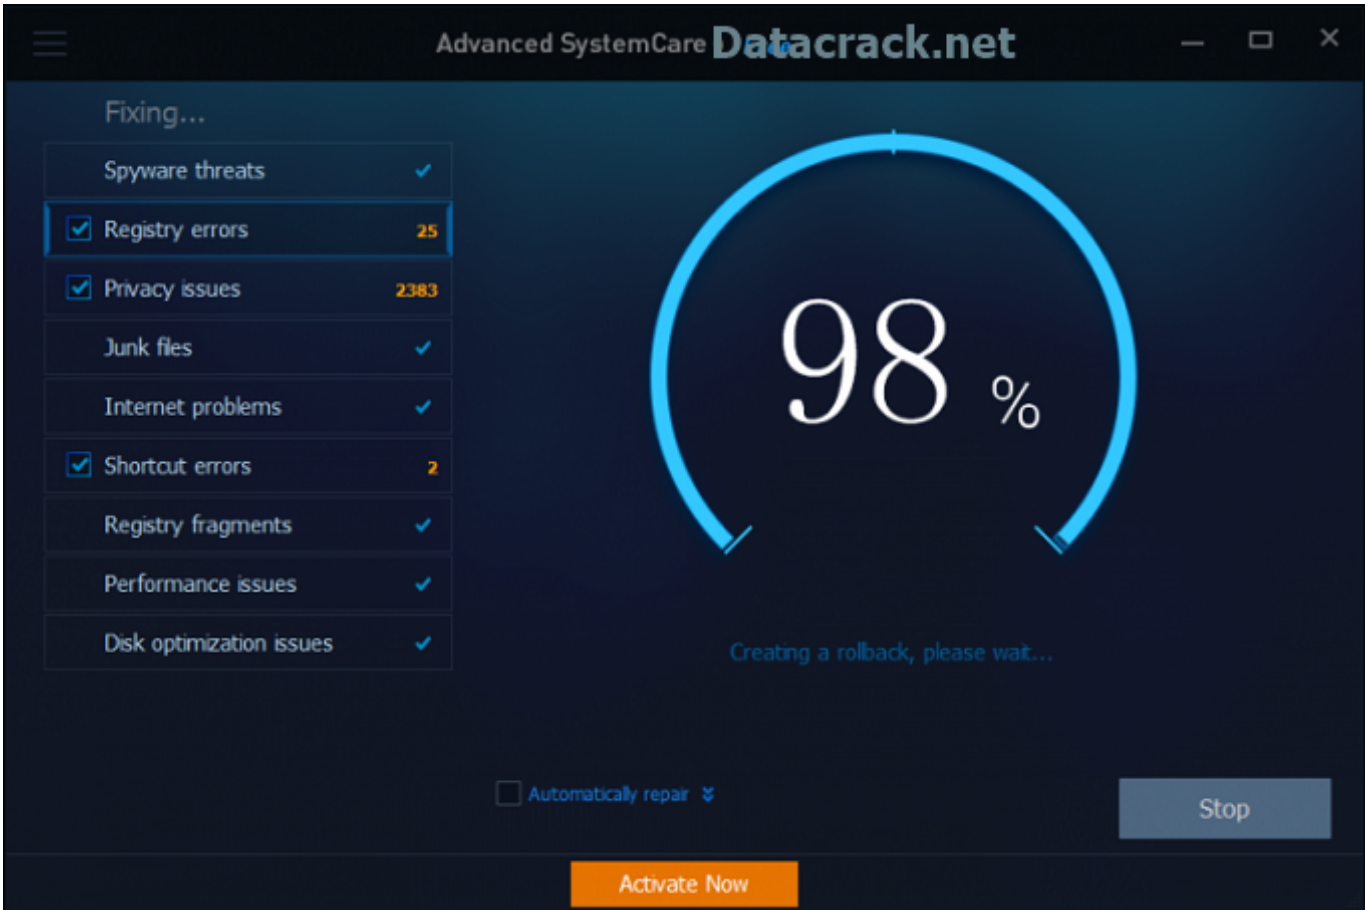 Advanced SystemCare Datacrack.net
Fixing...
Spyware threats
Registry errors 25
Privacy issues 2383
Junk files
Internet problems
Shortcut errors 2
Registry fragments
Performance issues
Disk optimization issues
98 %
Creating a rollback, please wait...
Automatically repair
Stop
Activate Now